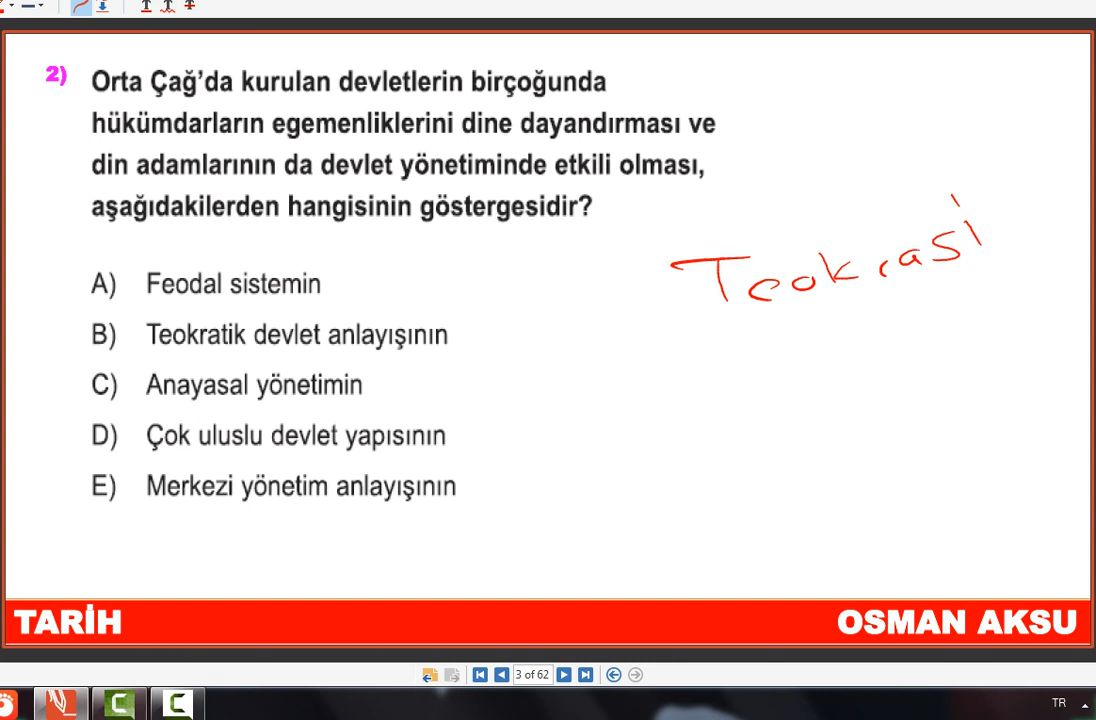 2) Orta Çağ'da kurulan devletlerin birçoğunda
hükümdarların egemenliklerini dine dayandırması ve
din adamlarının da devlet yönetiminde etkili olması,
aşağıdakilerden hangisinin göstergesidir?
Teokrasi
A) Feodal sistemin
B) Teokratik devlet anlayışının
C) Anayasal yönetimin
D) Çok uluslu devlet yapısının
E) Merkezi yönetim anlayışının
TARİH OSMAN AKSU
3 of 62
TR